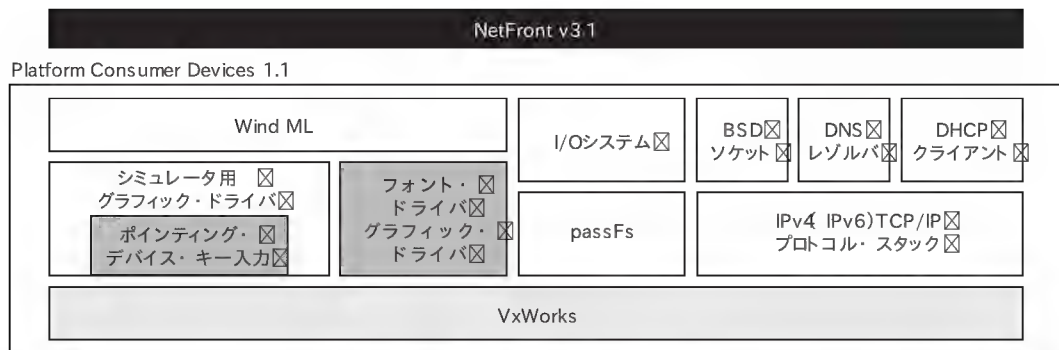 NetFront v3.1
Platform Consumer Devices 1.1
Wind ML
I/Oシステム
BSD
ソケット
DNS
レゾルバ
DHCP
クライアント
シミュレータ用
グラフィック・ドライバ
ポインティング・
デバイス・キー入力
フォント・
ドライバ
グラフィック・
ドライバ
passFs
IPv4( IPv6)TCP/IP
プロトコル・スタック
VxWorks